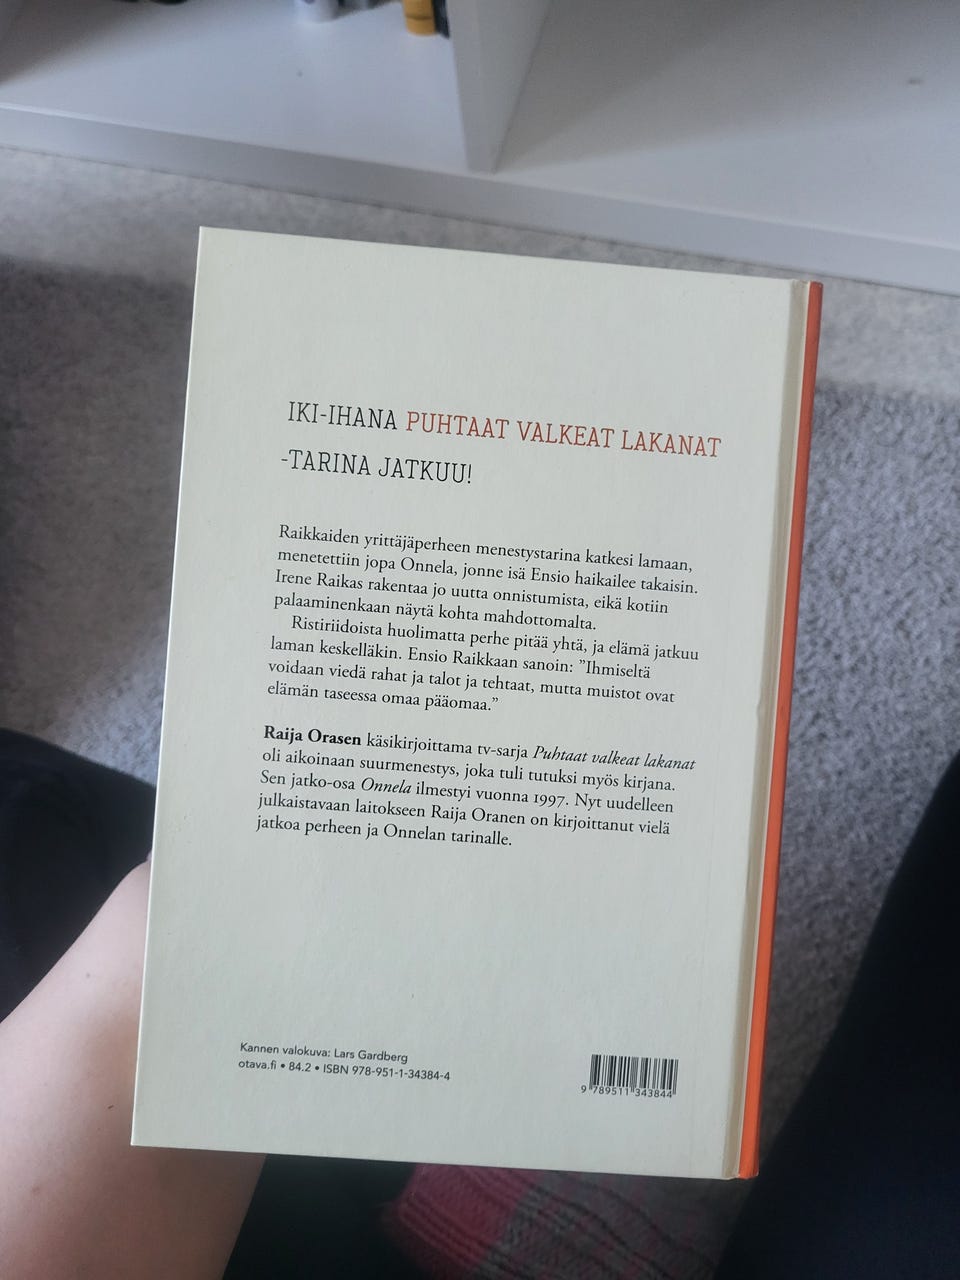 IKI-IHANA PUHTAAT VALKEAT LAKANAT
-TARINA JATKUU!
Raikkaiden yrittäjäperheen menestystarina katkesi lamaan,
menetettiin jopa Onnela, jonne isä Ensio haikailee takaisin.
Irene Raikas rakentaa jo uutta onnistumista, eikä kotiin
palaaminenkaan näytä kohta mahdottomalta.
Ristiriidoista huolimatta perhe pitää yhtä, ja elämä jatkuu
laman keskelläkin. Ensio Raikkaan sanoin: ”Ihmiseltä
voidaan viedä rahat ja talot ja tehtaat, mutta muistot ovat
elämän taseessa omaa pääomaa.”
Raija Orasen käsikirjoittama tv-sarja Puhtaat valkeat lakanat
oli aikoinaan suurmenestys, joka tuli tutuksi myös kirjana.
Sen jatko-osa Onnela ilmestyi vuonna 1997. Nyt uudelleen
julkaistavaan laitokseen Raija Oranen on kirjoittanut vielä
jatkoa perheen ja Onnelan tarinalle.
Kannen valokuva: Lars Gardberg
otava.fi • 84.2 • ISBN 978-951-1-34384-4
9 789511 343844